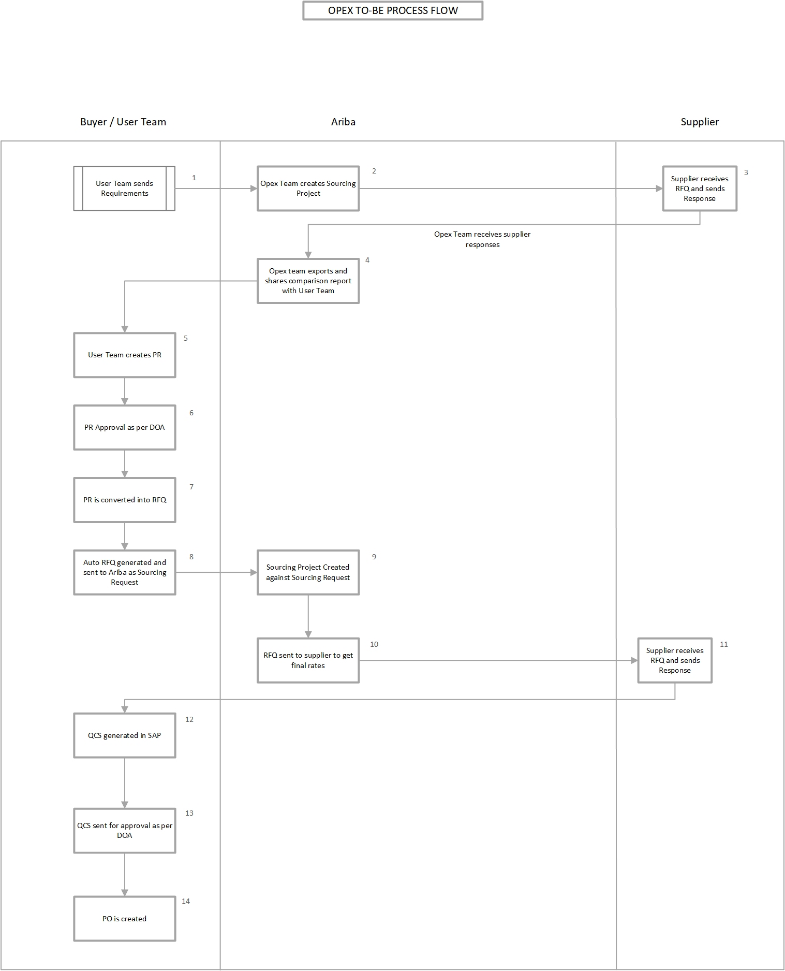 OPEX TO-BE PROCESS FLOW
Buyer / User Team
Ariba
Supplier
User Team sends
Requirements
1
Opex Team creates Sourcing
Project
2
Supplier receives
RFQ and sends
Response
3
Opex Team receives supplier
responses
Opex team exports and
shares comparison report
with User Team
4
User Team creates PR
5
PR Approval as per DOA
6
PR is converted into RFQ
7
Auto RFQ generated and
sent to Ariba as Sourcing
Request
8
Sourcing Project Created
against Sourcing Request
9
RFQ sent to supplier to get
final rates
10
Supplier receives
RFQ and sends
Response
11
QCS generated in SAP
12
QCS sent for approval as per
DOA
13
PO is created
14